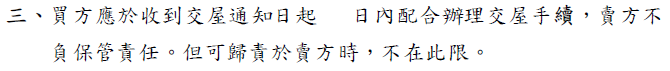 三、買方應於收到交屋通知日起　　日內配合辦理交屋手續，賣方不
負保管責任。但可歸責於賣方時，不在此限。